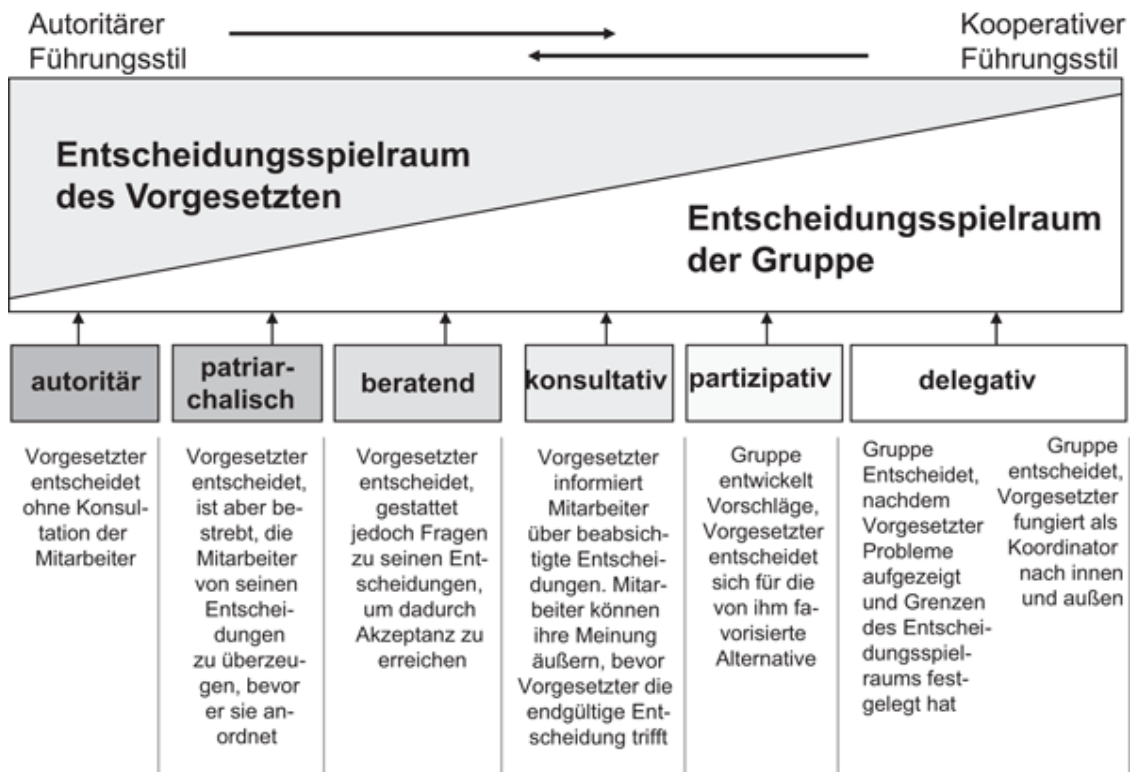 Autoritärer
Führungsstil
Kooperativer
Führungsstil
Entscheidungsspielraum
des Vorgesetzten
Entscheidungsspielraum
der Gruppe
autoritär
patriar-
chalisch
beratend
konsultativ
partizipativ
delegativ
Vorgesetzter
entscheidet
ohne Konsul-
tation der
Mitarbeiter
Vorgesetzter
entscheidet,
ist aber be-
strebt, die
Mitarbeiter
von seinen
Entschei-
dungen
zu überzeu-
gen, bevor
er sie an-
ordnet
Vorgesetzter
entscheidet,
gestattet
jedoch Fragen
zu seinen Ent-
scheidungen,
um dadurch
Akzeptanz zu
erreichen
Vorgesetzter
informiert
Mitarbeiter
über beabsich-
tigte Entschei-
dungen. Mitar-
beiter können
ihre Meinung
äußern, bevor
Vorgesetzter die
endgültige Ent-
scheidung trifft
Gruppe
entwickelt
Vorschläge,
Vorgesetzter
entscheidet
sich für die
von ihm fa-
vorisierte
Alternative
Gruppe
Entscheidet,
nachdem
Vorgesetzter
Probleme
aufgezeigt
und Grenzen
des Entschei-
dungsspiel-
raums fest-
gelegt hat
Gruppe
entscheidet,
Vorgesetzter
fungiert als
Koordinator
nach innen
und außen